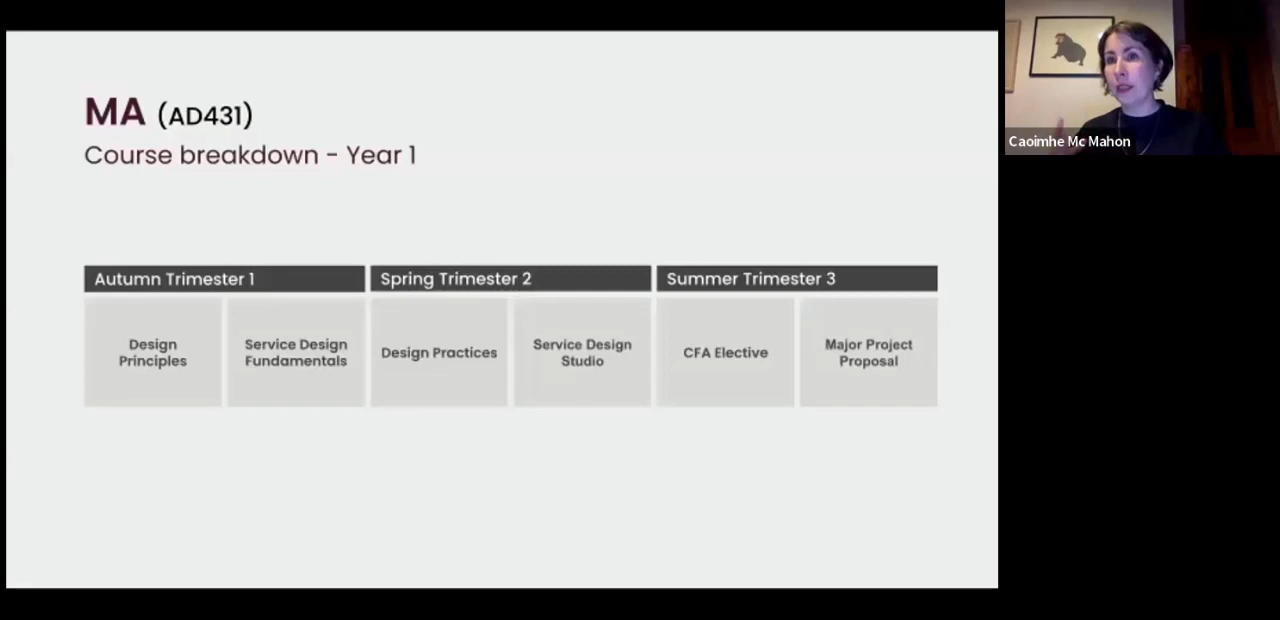 MA (AD431)
Course breakdown - Year 1
Autumn Trimester 1
Spring Trimester 2
Summer Trimester 3
Design
Principles
Service Design
Fundamentals
Design Practices
Service Design
Studio
CFA Elective
Major Project
Proposal
Caoimhe Mc Mahon